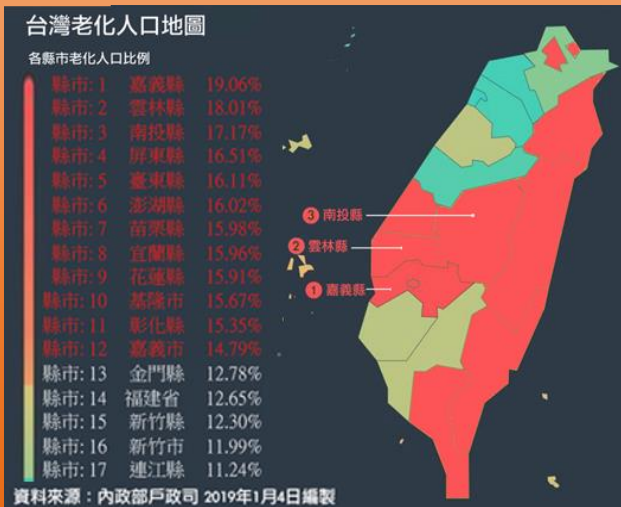 台灣老化人口地圖
各縣市老化人口比例
縣市: 1 嘉義縣 19.06%
縣市: 2 雲林縣 18.01%
縣市: 3 南投縣 17.17%
縣市: 4 屏東縣 16.51%
縣市: 5 臺東縣 16.11%
縣市: 6 澎湖縣 16.02%
縣市: 7 苗栗縣 15.98%
縣市: 8 宜蘭縣 15.96%
縣市: 9 花蓮縣 15.91%
縣市: 10 基隆市 15.67%
縣市: 11 彰化縣 15.35%
縣市: 12 嘉義市 14.79%
縣市: 13 金門縣 12.78%
縣市: 14 福建省 12.65%
縣市: 15 新竹縣 12.30%
縣市: 16 新竹市 11.99%
縣市: 17 連江縣 11.24%
資料來源：內政部戶政司 2019年1月4日編製
3 南投縣
2 雲林縣
1 嘉義縣